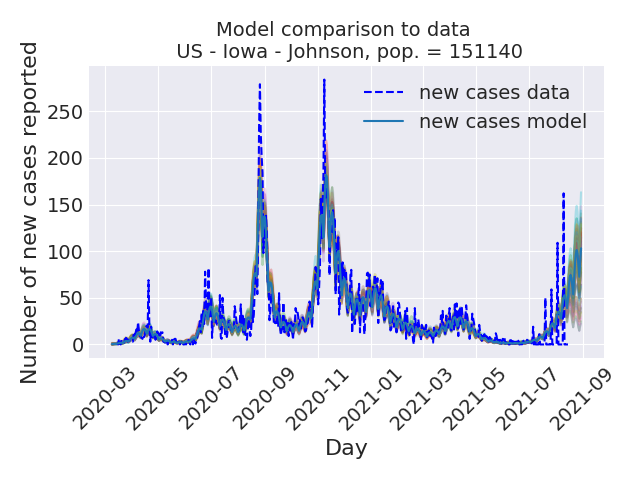 Model comparison to data
US - Iowa - Johnson, pop. = 151140
Number of new cases reported
250
200
150
100
50
0
new cases data
new cases model
2020-03
2020-05
2020-07
2020-09
2020-11
2021-01
2021-03
2021-05
2021-07
2021-09
Day